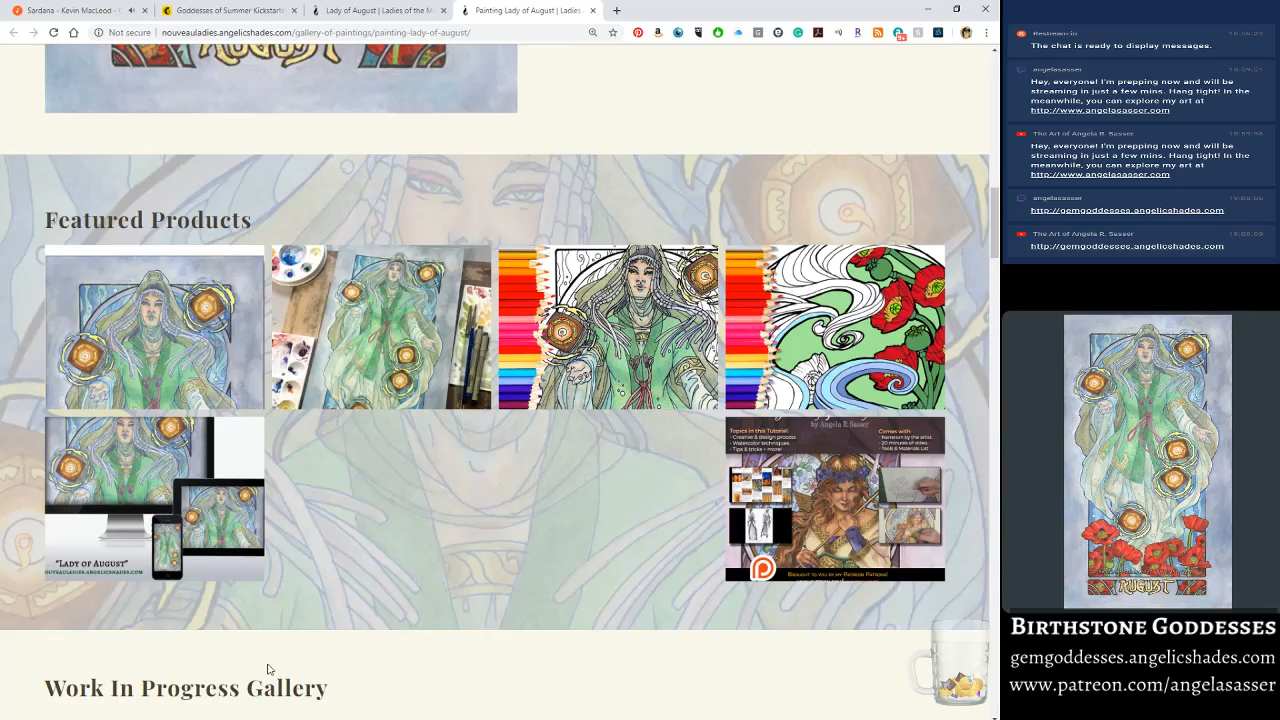 Sardana - Kevin MacLeod -
Goddesses of Summer Kickstarte
Lady of August | Ladies of the M
Painting Lady of August | Ladies
Not secure
nouveauladies.angelicshades.com/gallery_of_paintings/painting-lady-of-august/
Featured Products
"Lady of August"
Topics in this Tutorial:
- Creative & design process
- Watercolor techniques.
- Tips & tricks + more!
by Angela R. Sasser
Comes with:
- Narration by the artist.
- 20 minutes of video.
- Tools & Materials List
Brought to you by my Patreon Patrons!
Work In Progress Gallery
Restream.io
The chat is ready to display messages.
angelasasser
Hey, everyone! I'm prepping now and will be
streaming in just a few mins. Hang tight! In the
meanwhile, you can explore my art at
http://www.angelasasser.com
The Art of Angela R. Sasser
Hey, everyone! I'm prepping now and will be
streaming in just a few mins. Hang tight! In the
meanwhile, you can explore my art at
http://www.angelasasser.com
angelasasser
http://gemgoddesses.angelicshades.com
The Art of Angela R. Sasser
http://gemgoddesses.angelicshades.com
August
Birthstone Goddesses
gemgoddesses.angelicshades.com
www.patreon.com/angelasasser